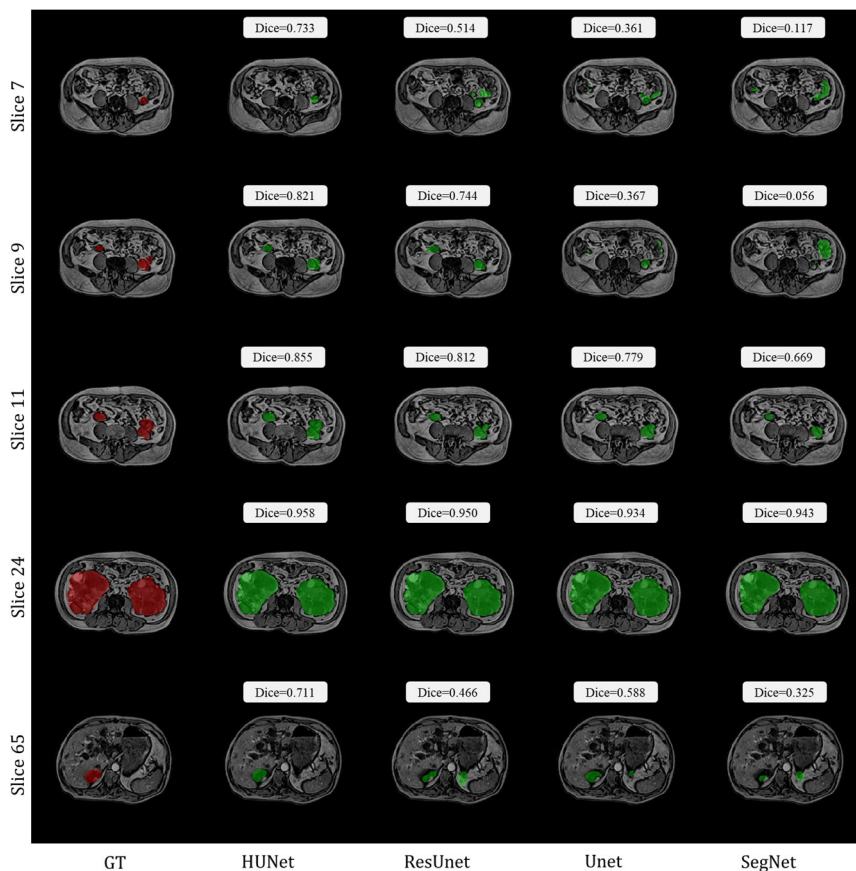 Dice=0.733 Dice=0.514 Dice=0.361 Dice=0.117
Slice 7
Dice=0.821 Dice=0.744 Dice=0.367 Dice=0.056
Slice 9
Dice=0.855 Dice=0.812 Dice=0.779 Dice=0.669
Slice 11
Dice=0.958 Dice=0.950 Dice=0.934 Dice=0.943
Slice 24
Dice=0.711 Dice=0.466 Dice=0.588 Dice=0.325
Slice 65
GT HUNet ResUnet Unet SegNet